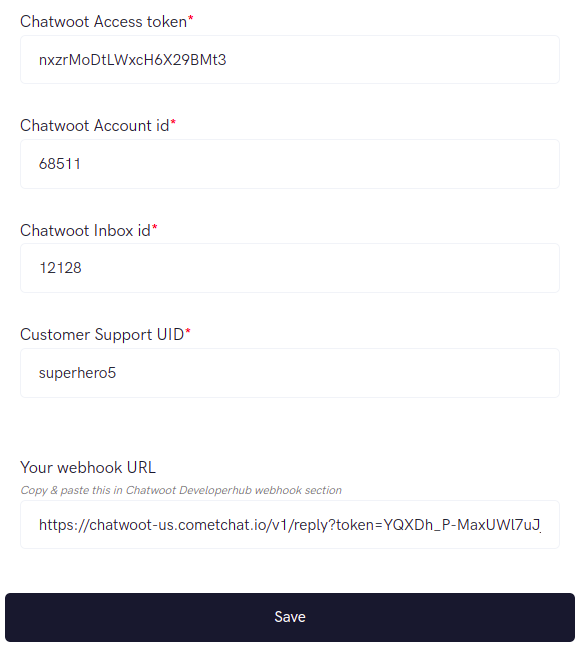 Chatwoot Access token*
nxzrMoDtLWxcH6X29BMt3
Chatwoot Account id*
68511
Chatwoot Inbox id*
12128
Customer Support UID*
superhero5
Your webhook URL
Copy & paste this in Chatwoot Developerhub webhook section
https://chatwoot-us.cometchat.io/v1/reply?token=YQXDh_P-MaxUWl7uJ
Save